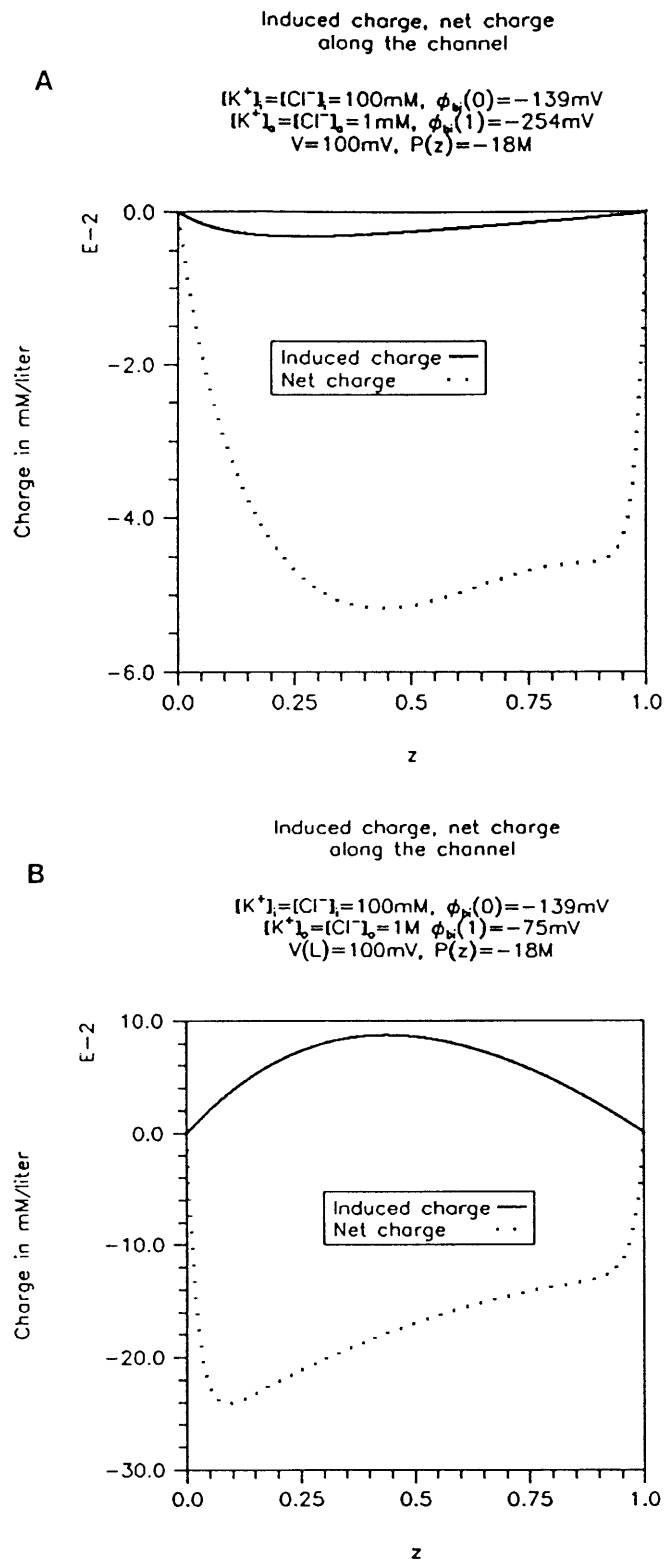 Induced charge, net charge
along the channel
A
[K⁺]ᵢ=[Cl⁻]ᵢ=100mM, ϕbi(0)=−139mV
[K⁺]ₒ=[Cl⁻]ₒ=1mM, ϕbi(1)=−254mV
V=100mV, P(z)=−18M
E−2
Charge in mM/liter
0.0
−2.0
−4.0
−6.0
Induced charge
Net charge
0.0 0.25 0.5 0.75 1.0
z
Induced charge, net charge
along the channel
B
[K⁺]ᵢ=[Cl⁻]ᵢ=100mM, ϕbi(0)=−139mV
[K⁺]ₒ=[Cl⁻]ₒ=1M ϕbi(1)=−75mV
V(L)=100mV, P(z)=−18M
E−2
Charge in mM/liter
10.0
0.0
−10.0
−20.0
−30.0
Induced charge
Net charge
0.0 0.25 0.5 0.75 1.0
z